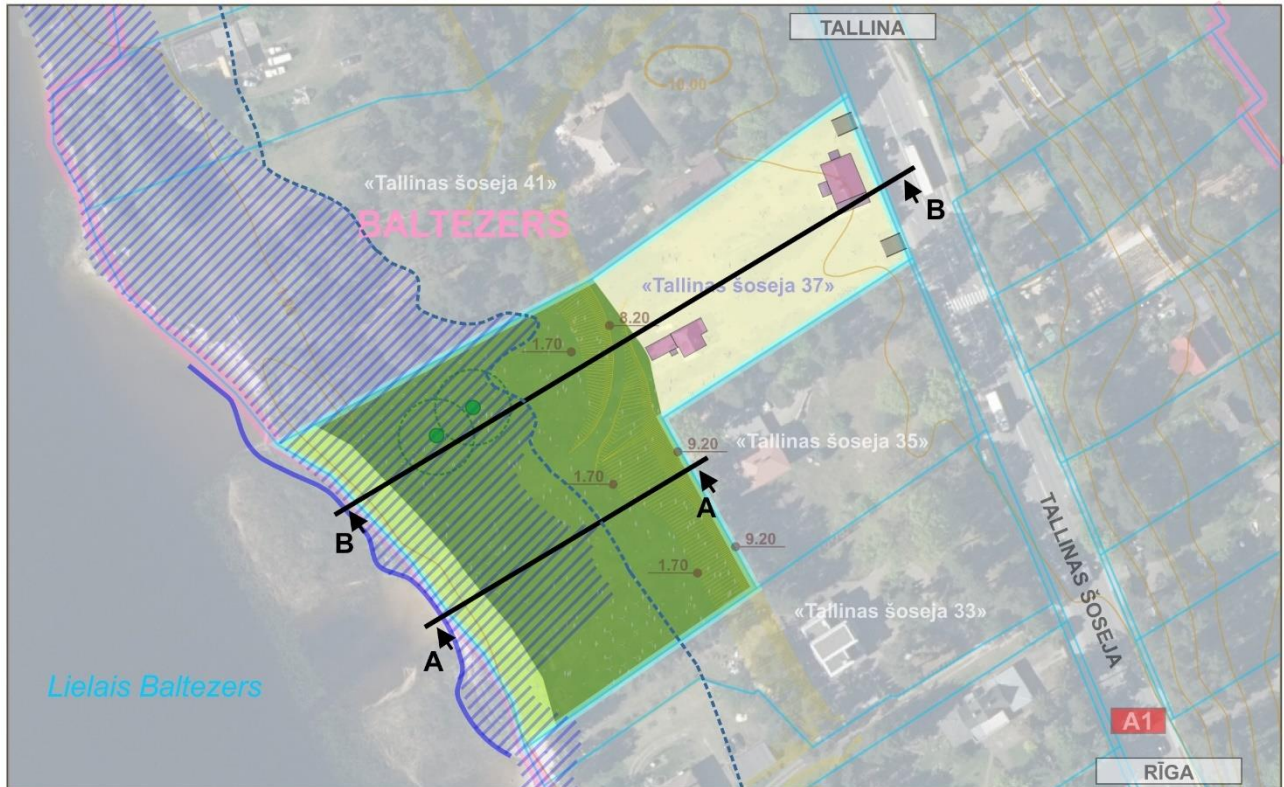 TALLINA
10.00
«Tallinas šoseja 41»
BALTEZERS
B
«Tallinas šoseja 37»
8.20
1.70
9.20
«Tallinas šoseja 35»
1.70
A
B
9.20
1.70
TALLINAS ŠOSEJA
«Tallinas šoseja 33»
A
Lielais Baltezers
A1
RĪGA